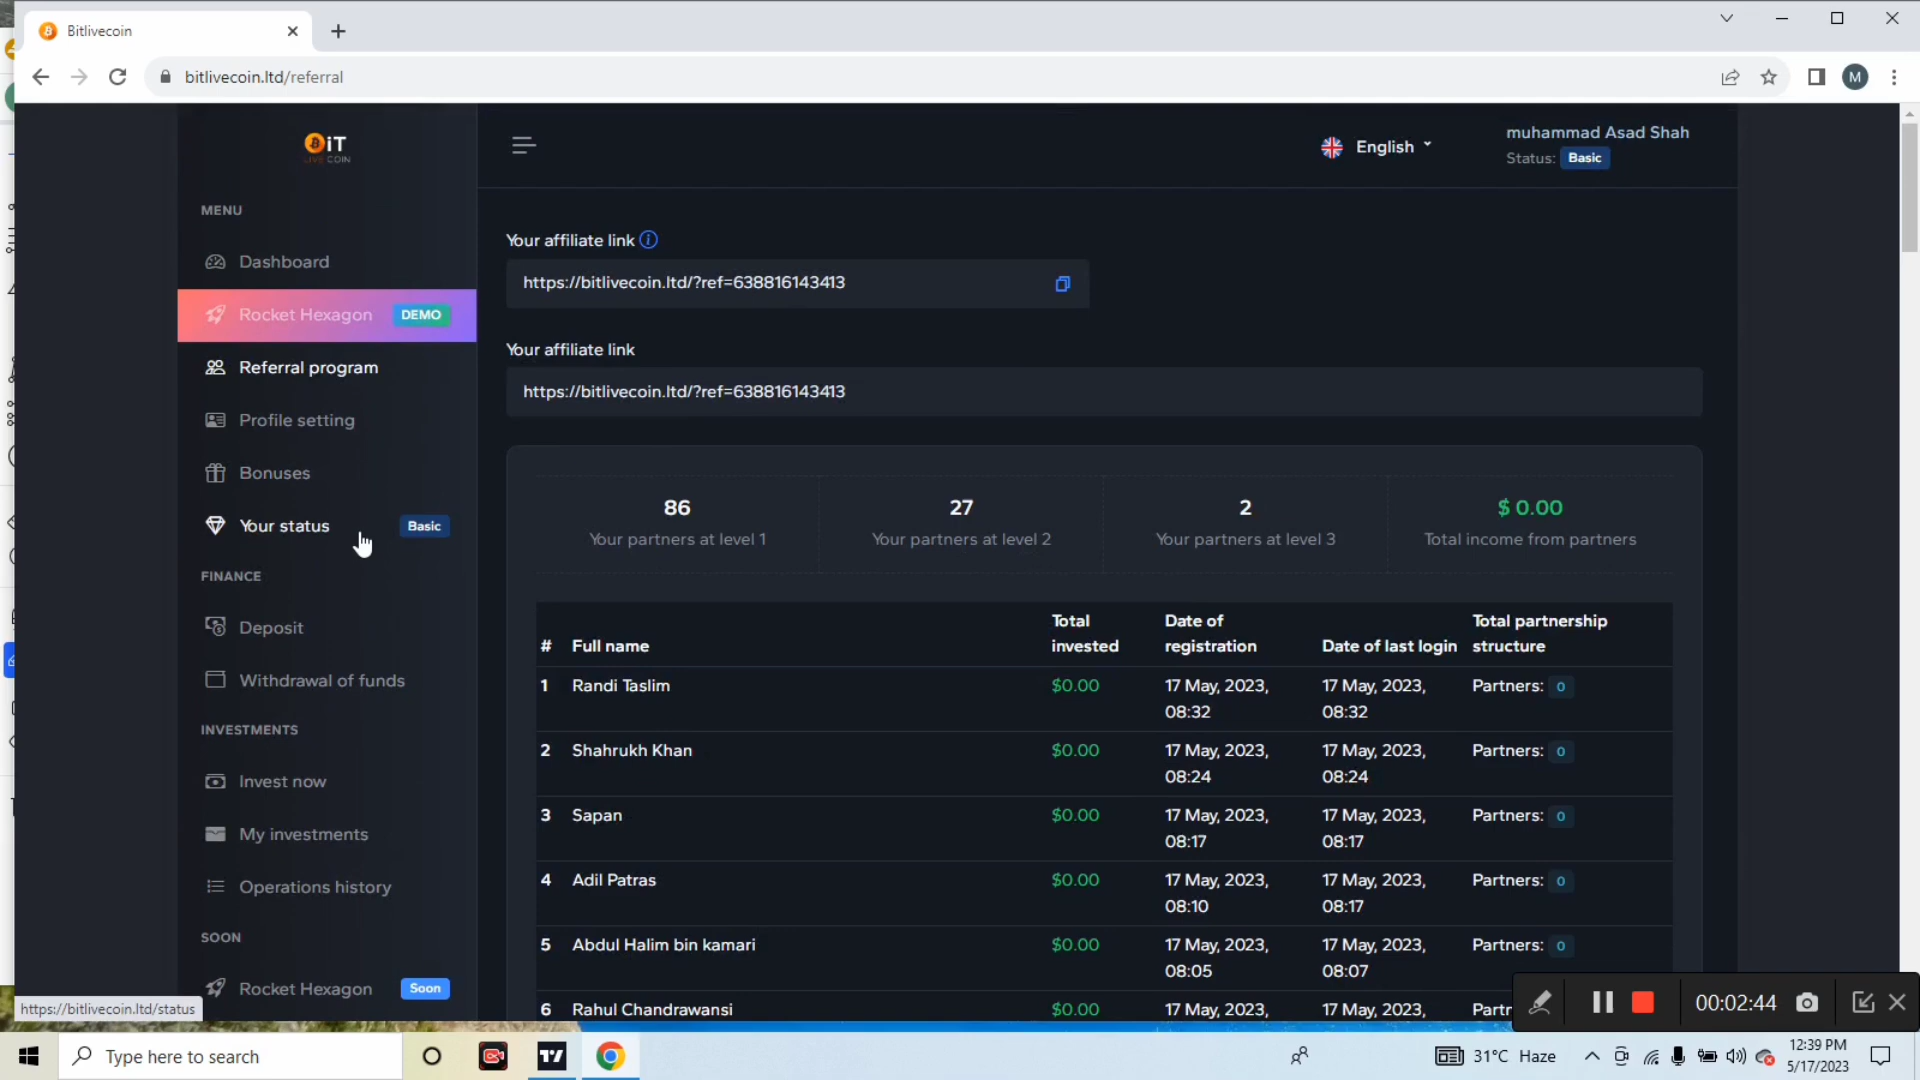 Bitlivecoin
bitlivecoin.ltd/referral
M
BiT
LIVE COIN
English
muhammad Asad Shah
Status: Basic
MENU
Dashboard
Rocket Hexagon DEMO
Referral program
Profile setting
Bonuses
Your status Basic
FINANCE
Deposit
Withdrawal of funds
INVESTMENTS
Invest now
My investments
Operations history
SOON
Rocket Hexagon Soon
https://bitlivecoin.ltd/status
Your affiliate link
https://bitlivecoin.ltd/?ref=638816143413
Your affiliate link
https://bitlivecoin.ltd/?ref=638816143413
86 27 2 $ 0.00
Your partners at level 1 Your partners at level 2 Your partners at level 3 Total income from partners
Total Date of Total partnership
# Full name invested registration Date of last login structure
1 Randi Taslim $0.00 17 May, 2023, 17 May, 2023, Partners: 0
08:32 08:32
2 Shahrukh Khan $0.00 17 May, 2023, 17 May, 2023, Partners: 0
08:24 08:24
3 Sapan $0.00 17 May, 2023, 17 May, 2023, Partners: 0
08:17 08:17
4 Adil Patras $0.00 17 May, 2023, 17 May, 2023, Partners: 0
08:10 08:17
5 Abdul Halim bin kamari $0.00 17 May, 2023, 17 May, 2023, Partners: 0
08:05 08:07
6 Rahul Chandrawansi $0.00 17 May, 2023, 17 May, 2023, Partr
00:02:44
Type here to search
31°C Haze
12:39 PM
5/17/2023